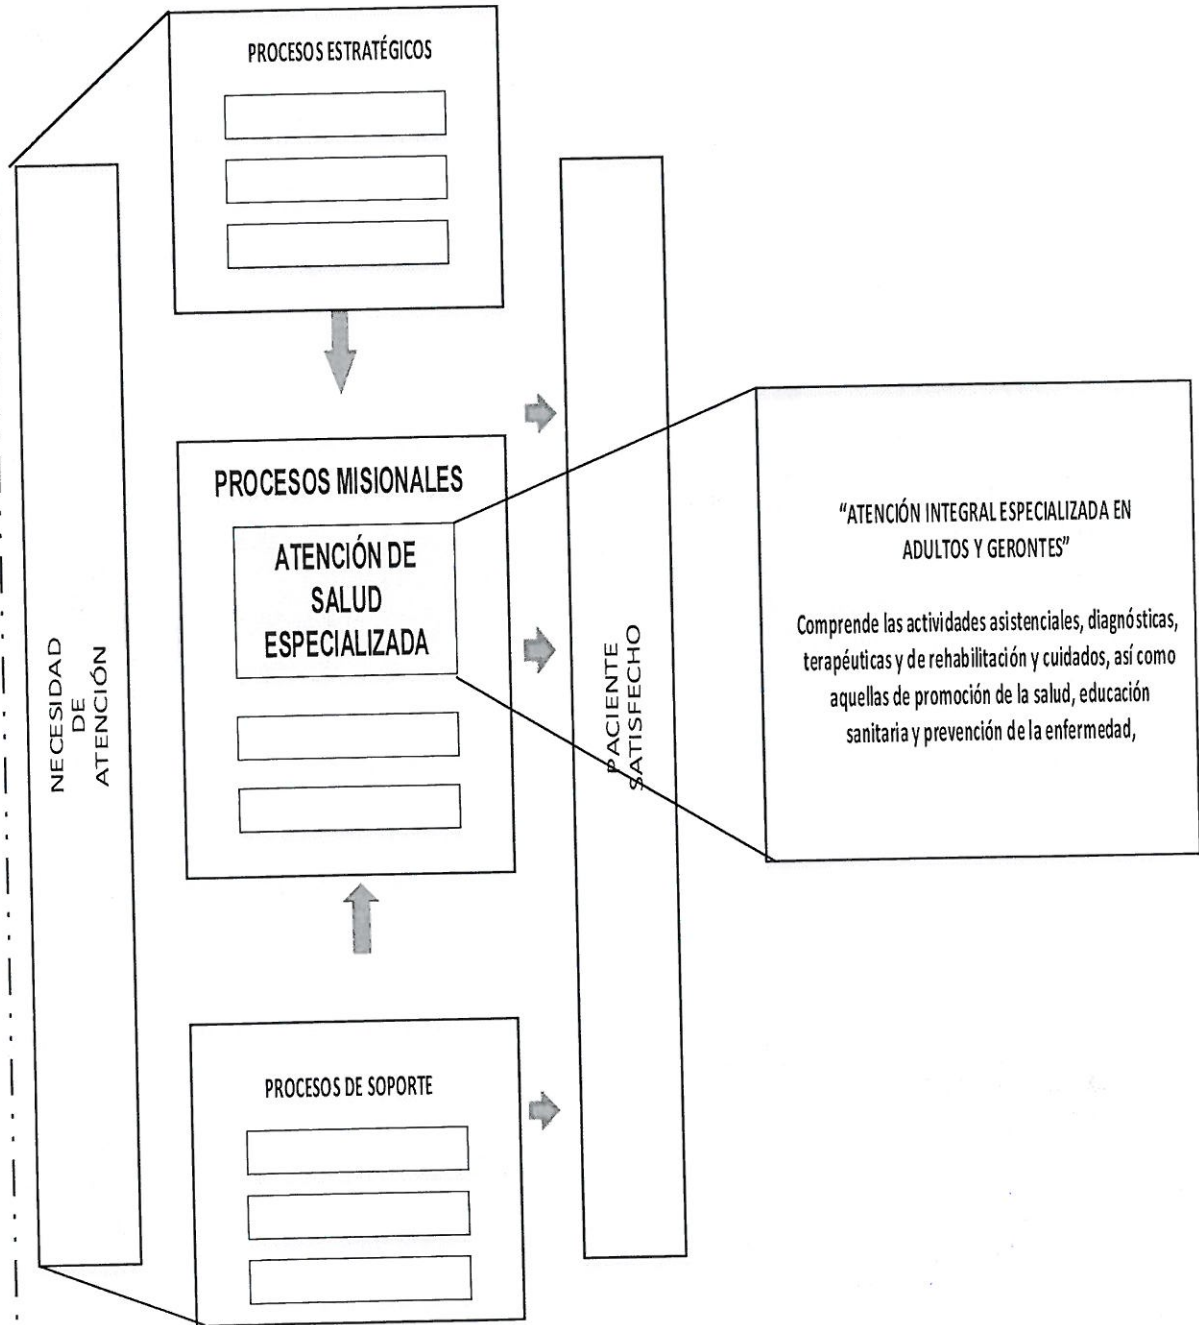 PROCESOS ESTRATÉGICOS
NECESIDAD
DE
ATENCIÓN
PROCESOS MISIONALES
ATENCIÓN DE
SALUD
ESPECIALIZADA
PROCESOS DE SOPORTE
PACIENTE
SATISFECHO
“ATENCIÓN INTEGRAL ESPECIALIZADA EN
ADULTOS Y GERONTES”
Comprende las actividades asistenciales, diagnósticas,
terapéuticas y de rehabilitación y cuidados, así como
aquellas de promoción de la salud, educación
sanitaria y prevención de la enfermedad,